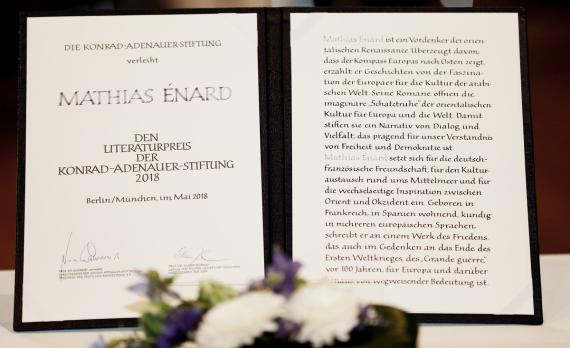 DIE KONRAD-ADENAUER-STIFTUNG
verleiht
MATHIAS ÉNARD
DEN
LITERATURPREIS
DER
KONRAD-ADENAUER-STIFTUNG
2018
Berlin/München, im Mai 2018
Mathias Énard ist ein Vordenker der orien-
talischen Renaissance. Überzeugt davon,
dass der Kompass Europas nach Osten zeigt,
erzählt er Geschichten von der Faszina-
tion der Europäer für die Kultur der arabi-
schen Welt. Seine Romane öffnen die
imaginäre „Schatztruhe" der orientalischen
Kultur für Europa und die Welt. Damit
stiften sie ein Narrativ von Dialog und
Vielfalt, das prägend für unser Verständnis
von Freiheit und Demokratie ist.
Mathias Énard setzt sich für die deutsch-
französische Freundschaft, für den Kultur-
austausch rund ums Mittelmeer und für
die wechselseitige Inspiration zwischen
Orient und Okzident ein. Geboren in
Frankreich, in Spanien wohnend, kundig
in mehreren europäischen Sprachen,
schreibt er an einem Werk des Friedens,
das, auch im Gedenken an das Ende des
Ersten Weltkrieges, des „Grande guerre"
vor 100 Jahren, für Europa und darüber
von wegweisender Bedeutung ist.